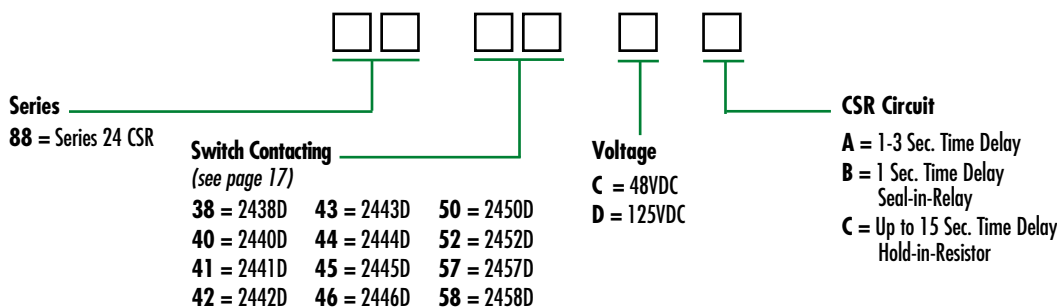 Series
88 = Series 24 CSR
Switch Contacting
(see page 17)
38 = 2438D 43 = 2443D 50 = 2450D
40 = 2440D 44 = 2444D 52 = 2452D
41 = 2441D 45 = 2445D 57 = 2457D
42 = 2442D 46 = 2446D 58 = 2458D
Voltage
C = 48VDC
D = 125VDC
CSR Circuit
A = 1-3 Sec. Time Delay
B = 1 Sec. Time Delay
Seal-in-Relay
C = Up to 15 Sec. Time Delay
Hold-in-Resistor